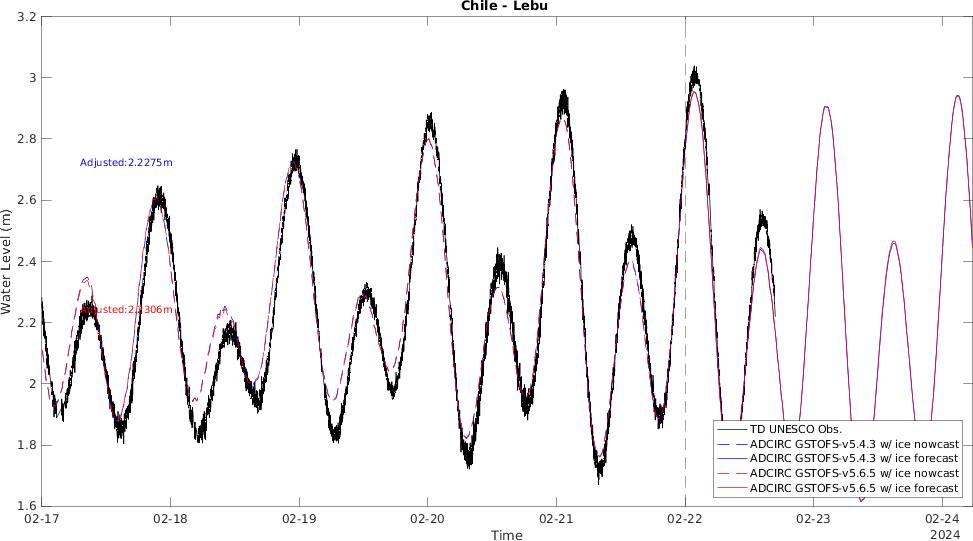 Chile - Lebu
3.2
3
2.8
2.6
2.4
2.2
2
1.8
1.6
Water Level (m)
Adjusted:2.2275m
Adjusted:2.2306m
TD UNESCO Obs.
ADCIRC GSTOFS-v5.4.3 w/ ice nowcast
ADCIRC GSTOFS-v5.4.3 w/ ice forecast
ADCIRC GSTOFS-v5.6.5 w/ ice nowcast
ADCIRC GSTOFS-v5.6.5 w/ ice forecast
02-17 02-18 02-19 02-20 02-21 02-22 02-23 02-24
Time
2024